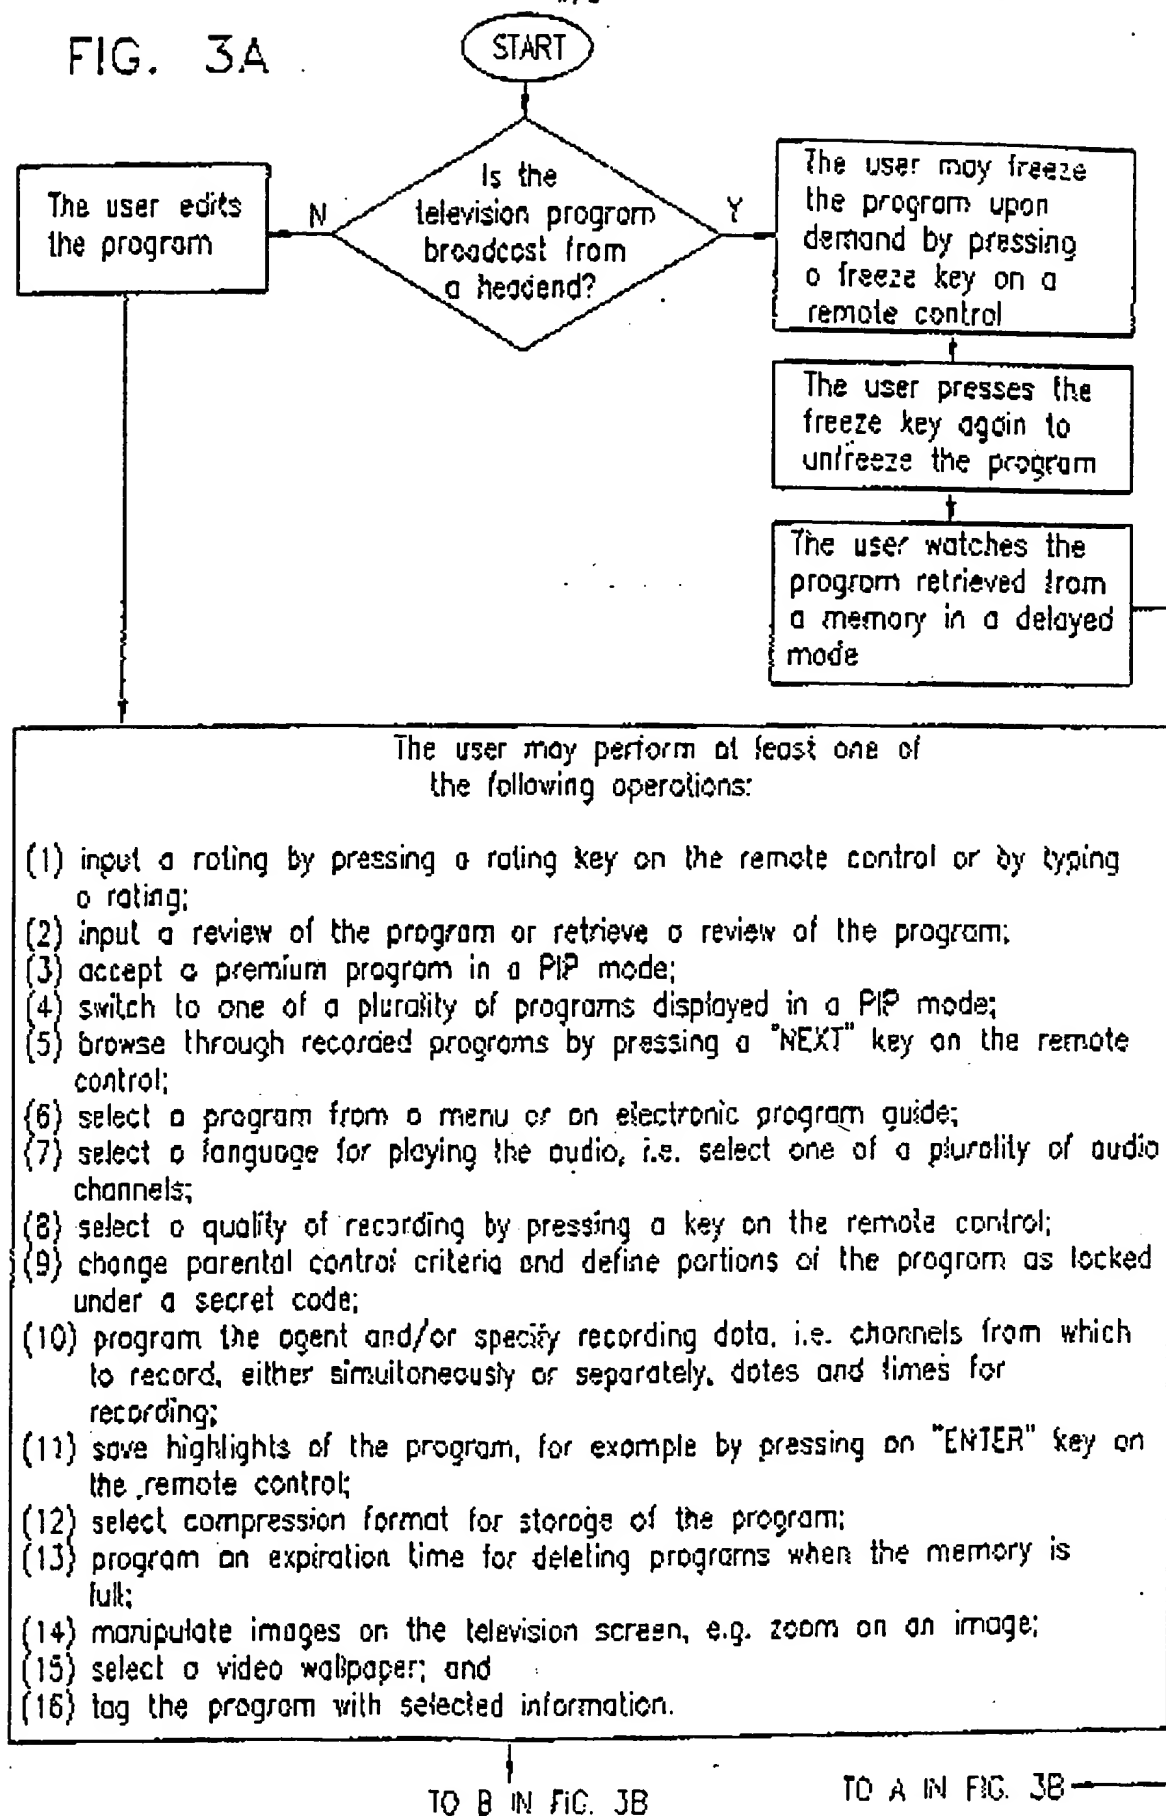 FIG. 3A
START
Is the
television program
broadcast from
a headend?
N
Y
The user edits
the program
The user may freeze
the program upon
demand by pressing
a freeze key on a
remote control
The user presses the
freeze key again to
unfreeze the program
The user watches the
program retrieved from
a memory in a delayed
mode
The user may perform at least one of
the following operations:
(1) input a rating by pressing a rating key on the remote control or by typing
a rating;
(2) input a review of the program or retrieve a review of the program;
(3) accept a premium program in a PIP mode;
(4) switch to one of a plurality of programs displayed in a PIP mode;
(5) browse through recorded programs by pressing a "NEXT" key on the remote
control;
(6) select a program from a menu or an electronic program guide;
(7) select a language for playing the audio, i.e. select one of a plurality of audio
channels;
(8) select a quality of recording by pressing a key on the remote control;
(9) change parental control criteria and define portions of the program as locked
under a secret code;
(10) program the agent and/or specify recording data, i.e. channels from which
to record, either simultaneously or separately, dates and times for
recording;
(11) save highlights of the program, for example by pressing an "ENTER" key on
the remote control;
(12) select compression format for storage of the program;
(13) program an expiration time for deleting programs when the memory is
full;
(14) manipulate images on the television screen, e.g. zoom on an image;
(15) select a video wallpaper; and
(16) tag the program with selected information.
TO B IN FIG. 3B
TO A IN FIG. 3B